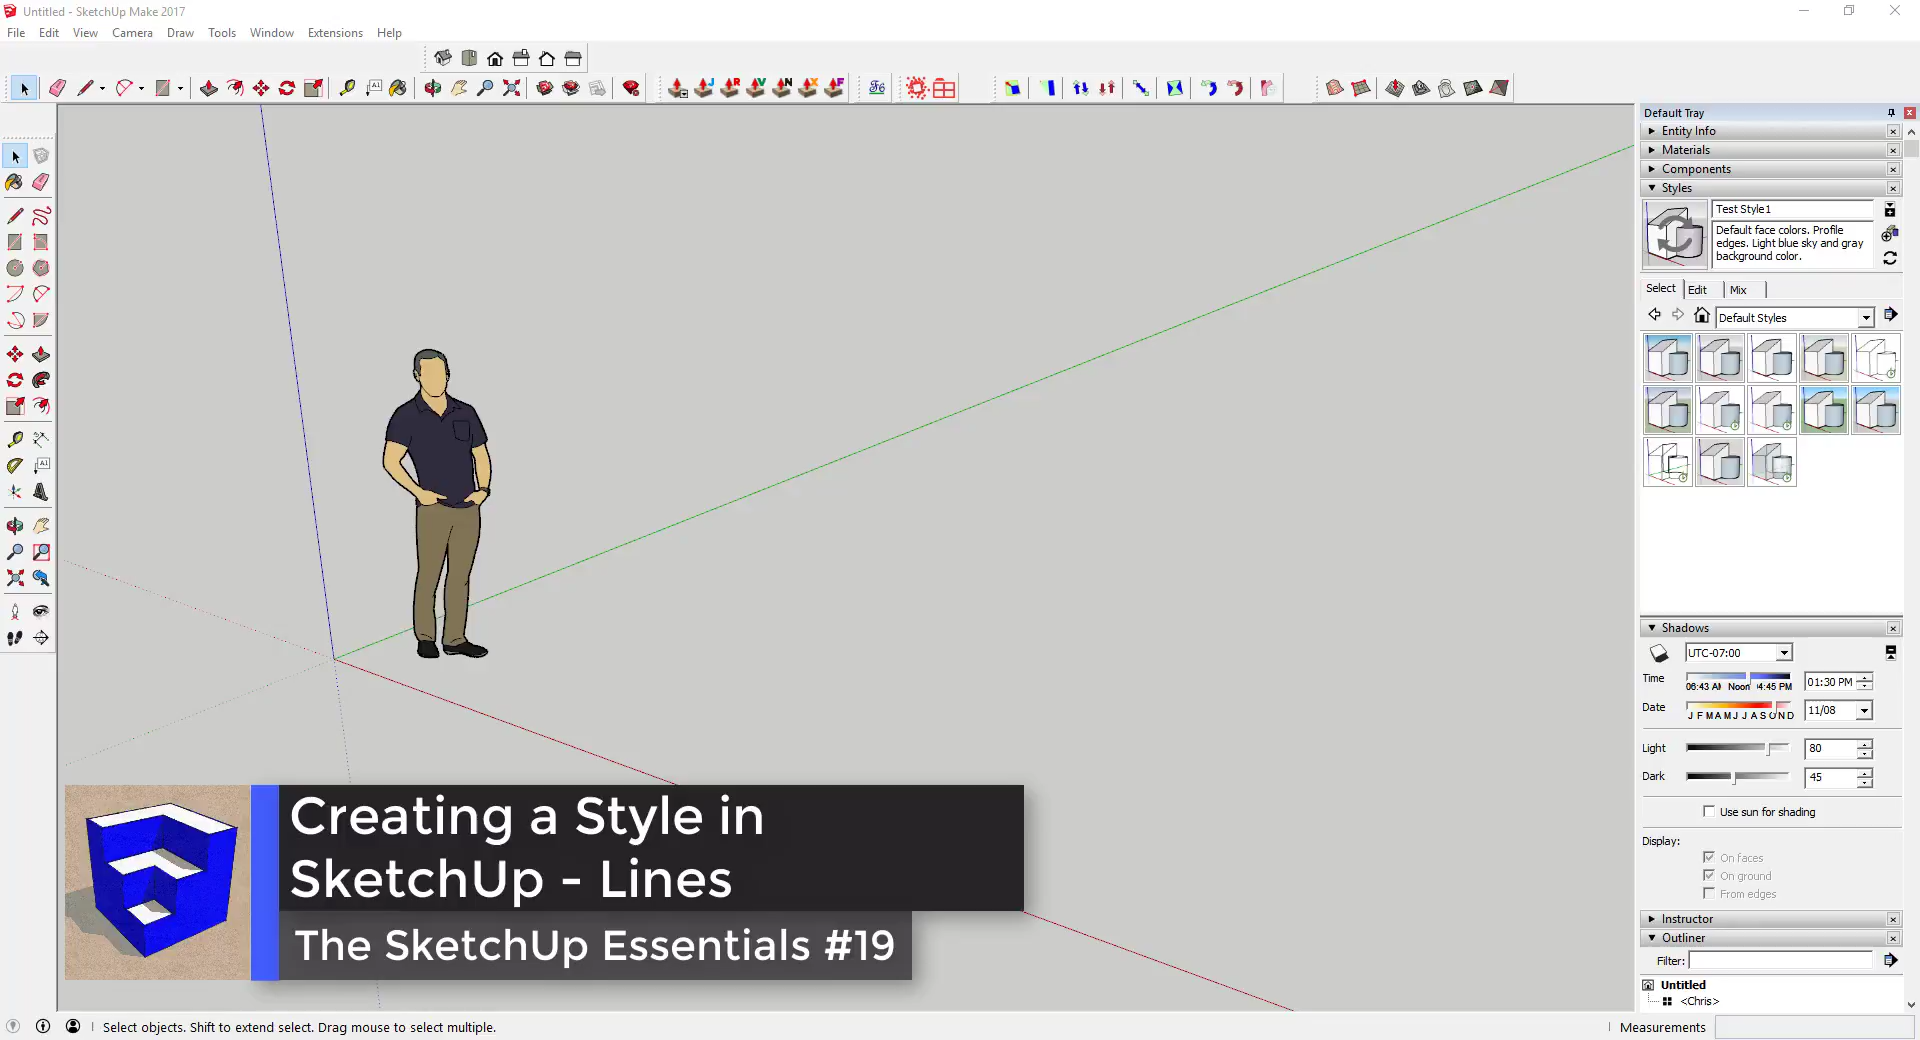 Untitled - SketchUp Make 2017
File Edit View Camera Draw Tools Window Extensions Help
Default Tray
Entity Info
Materials
Components
Styles
Test Style1
Default face colors. Profile
edges. Light blue sky and gray
background color.
Select Edit Mix
Default Styles
Shadows
UTC-07:00
Time
06:43 AM Noon 4:45 PM
01:30 PM
Date
J F M A M J J A S O N D
11/08
Light
80
Dark
45
Use sun for shading
Display:
On faces
On ground
From edges
Instructor
Outliner
Filter:
Untitled
<Chris>
Creating a Style in
SketchUp - Lines
The SketchUp Essentials #19
Select objects. Shift to extend select. Drag mouse to select multiple.
Measurements